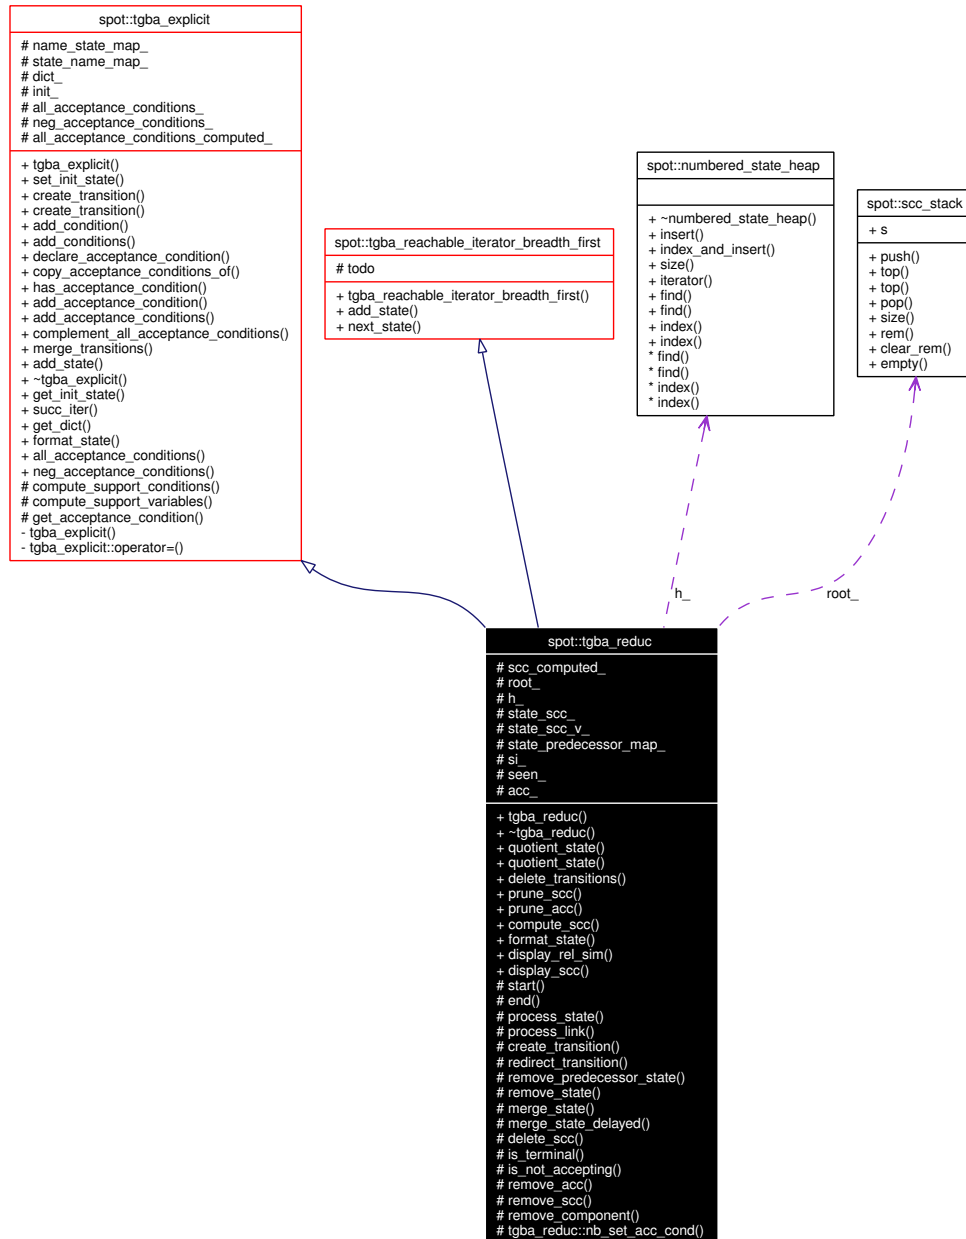 spot::tgba_explicit
# name_state_map_
# state_name_map_
# dict_
# init_
# all_acceptance_conditions_
# neg_acceptance_conditions_
# all_acceptance_conditions_computed_
+ tgba_explicit()
+ set_init_state()
+ create_transition()
+ create_transition()
+ add_condition()
+ add_conditions()
+ declare_acceptance_condition()
+ copy_acceptance_conditions_of()
+ has_acceptance_condition()
+ add_acceptance_condition()
+ add_acceptance_conditions()
+ complement_all_acceptance_conditions()
+ merge_transitions()
+ add_state()
+ ~tgba_explicit()
+ get_init_state()
+ succ_iter()
+ get_dict()
+ format_state()
+ all_acceptance_conditions()
+ neg_acceptance_conditions()
# compute_support_conditions()
# compute_support_variables()
# get_acceptance_condition()
- tgba_explicit()
- tgba_explicit::operator=()
spot::tgba_reachable_iterator_breadth_first
# todo
+ tgba_reachable_iterator_breadth_first()
+ add_state()
+ next_state()
spot::numbered_state_heap
+ ~numbered_state_heap()
+ insert()
+ index_and_insert()
+ size()
+ iterator()
+ find()
+ find()
+ index()
+ index()
* find()
* find()
* index()
* index()
spot::scc_stack
+ s
+ push()
+ top()
+ top()
+ pop()
+ size()
+ rem()
+ clear_rem()
+ empty()
h_
root_
spot::tgba_reduc
# scc_computed_
# root_
# h_
# state_scc_
# state_scc_v_
# state_predecessor_map_
# si_
# seen_
# acc_
+ tgba_reduc()
+ ~tgba_reduc()
+ quotient_state()
+ quotient_state()
+ delete_transitions()
+ prune_scc()
+ prune_acc()
+ compute_scc()
+ format_state()
+ display_rel_sim()
+ display_scc()
# start()
# end()
# process_state()
# process_link()
# create_transition()
# redirect_transition()
# remove_predecessor_state()
# remove_state()
# merge_state()
# merge_state_delayed()
# delete_scc()
# is_terminal()
# is_not_accepting()
# remove_acc()
# remove_scc()
# remove_component()
# tgba_reduc::nb_set_acc_cond()